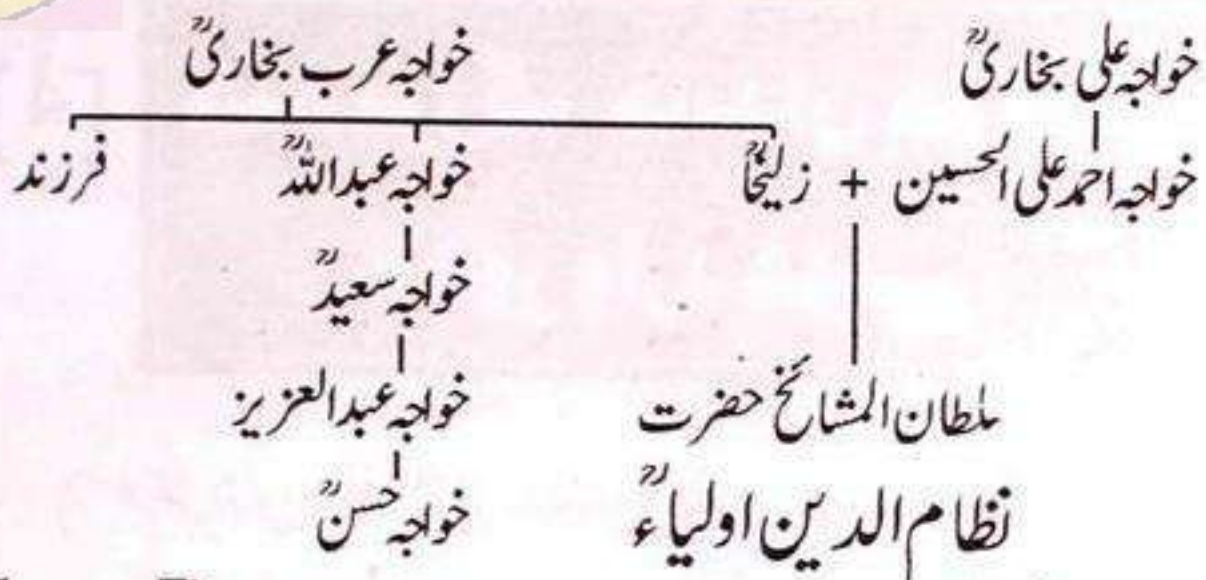 خواجہ علی بخاریؒ خواجہ عرب بخاریؒ
خواجہ احمد علی الحسین + زلیخاؒ خواجہ عبداللہؒ فرزند
خواجہ سعیدؒ
سلطان المشائخ حضرت خواجہ عبدالعزیز
نظام الدین اولیاءؒ خواجہ حسنؒ